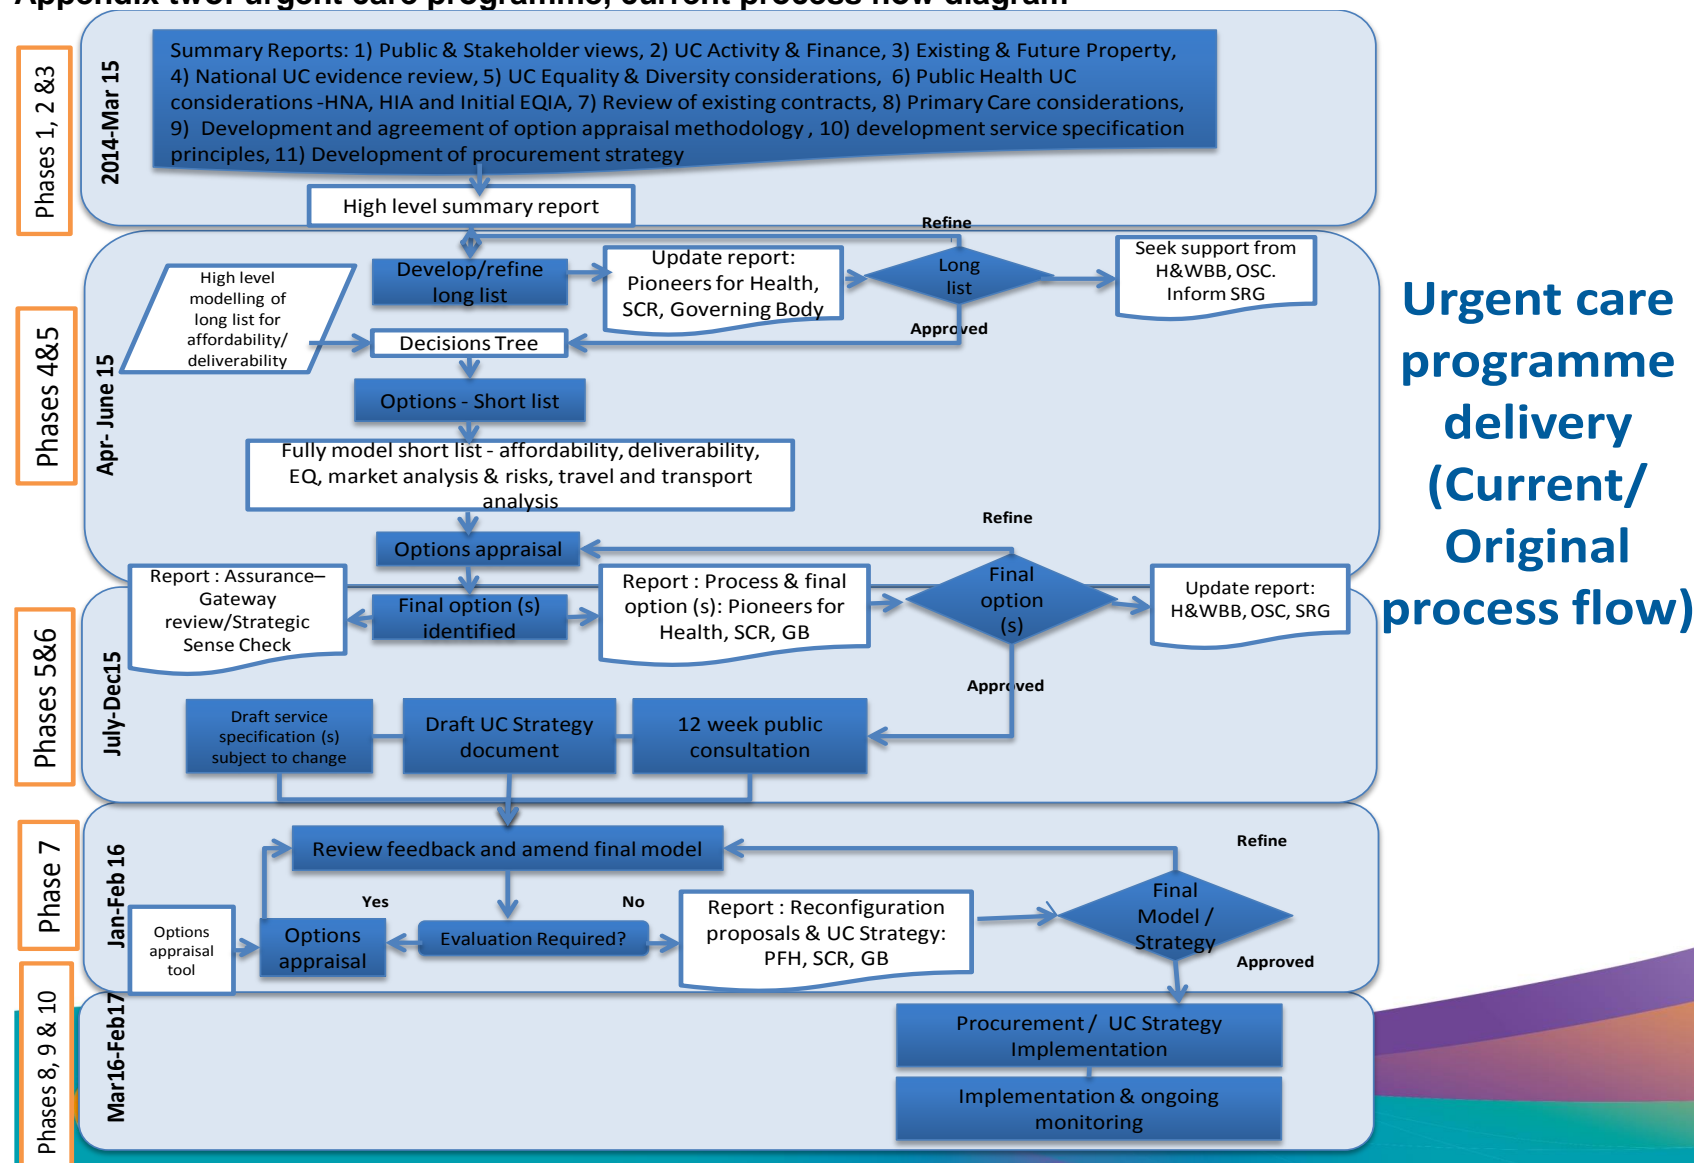 Appendix two: urgent care programme, current process flow diagram
Phases 1, 2 &3
2014-Mar 15
Summary Reports: 1) Public & Stakeholder views, 2) UC Activity & Finance, 3) Existing & Future Property,
4) National UC evidence review, 5) UC Equality & Diversity considerations, 6) Public Health UC
considerations -HNA, HIA and Initial EQIA, 7) Review of existing contracts, 8) Primary Care considerations,
9) Development and agreement of option appraisal methodology , 10) development service specification
principles, 11) Development of procurement strategy
High level summary report
Phases 4&5
Apr- June 15
Refine
High level
modelling of
long list for
affordability/
deliverability
Develop/refine
long list
Update report:
Pioneers for Health,
SCR, Governing Body
Long
list
Seek support from
H&WBB, OSC.
Inform SRG
Approved
Decisions Tree
Options - Short list
Fully model short list - affordability, deliverability,
EQ, market analysis & risks, travel and transport
analysis
Refine
Options appraisal
Phases 5&6
July-Dec15
Report : Assurance–
Gateway
review/Strategic
Sense Check
Final option (s)
identified
Report : Process & final
option (s): Pioneers for
Health, SCR, GB
Final
option
(s)
Update report:
H&WBB, OSC, SRG
Approved
Draft service
specification (s)
subject to change
Draft UC Strategy
document
12 week public
consultation
Phase 7
Jan-Feb 16
Review feedback and amend final model
Refine
Yes
No
Options
appraisal
tool
Options
appraisal
Evaluation Required?
Report : Reconfiguration
proposals & UC Strategy:
PFH, SCR, GB
Final
Model /
Strategy
Approved
Phases 8, 9 & 10
Mar16-Feb17
Procurement / UC Strategy
Implementation
Implementation & ongoing
monitoring
Urgent care
programme
delivery
(Current/
Original
process flow)